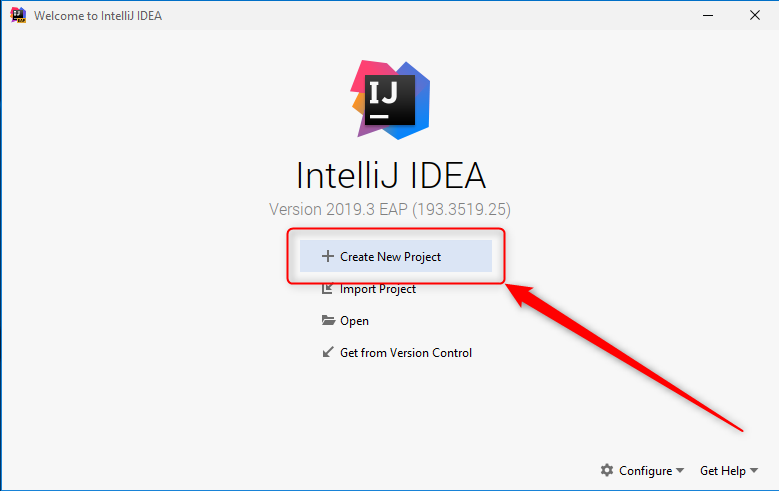 Welcome to IntelliJ IDEA
IJ
IntelliJ IDEA
Version 2019.3 EAP (193.3519.25)
Create New Project
Import Project
Open
Get from Version Control
Configure
Get Help